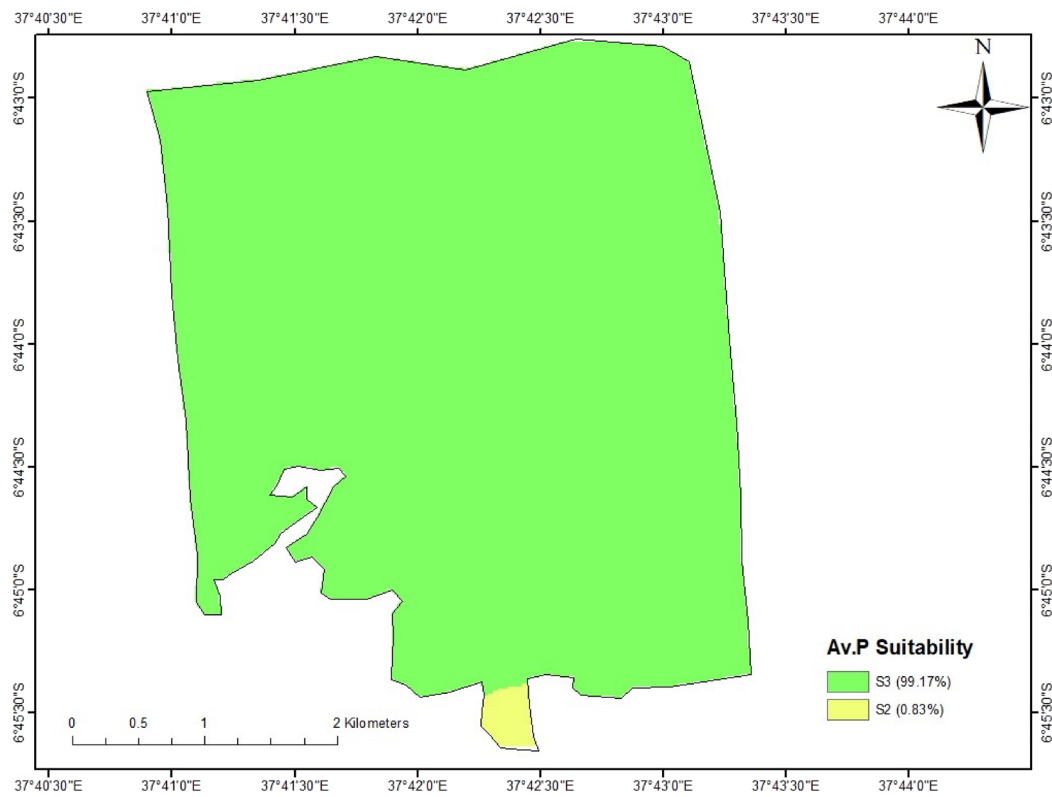 37°40'30"E 37°41'0"E 37°41'30"E 37°42'0"E 37°42'30"E 37°43'0"E 37°43'30"E 37°44'0"E
N
6°43'0"S 6°43'0"S
6°43'30"S 6°43'30"S
6°44'0"S 6°44'0"S
6°44'30"S 6°44'30"S
6°45'0"S 6°45'0"S
Av.P Suitability
S3 (99.17%)
S2 (0.83%)
6°45'30"S 6°45'30"S
0 0.5 1 2 Kilometers
37°40'30"E 37°41'0"E 37°41'30"E 37°42'0"E 37°42'30"E 37°43'0"E 37°43'30"E 37°44'0"E